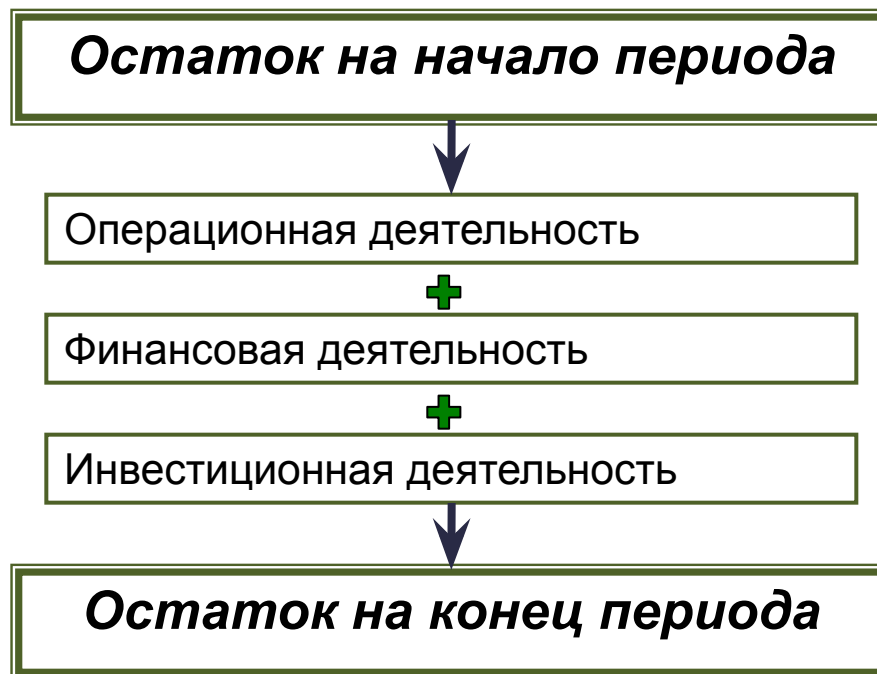 Остаток на начало периода
Операционная деятельность
Финансовая деятельность
Инвестиционная деятельность
Остаток на конец периода